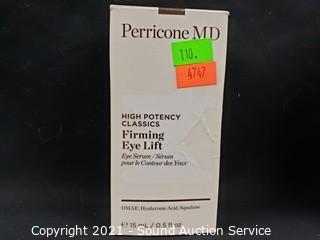 Perricone MD
110.
4747
HIGH POTENCY
CLASSICS
Firming
Eye Lift
Eye Serum / Sérum
pour le Contour des Yeux
DMAE, Hyaluronic Acid, Squalane
℮ 15 mL / 0.5 fl oz
Copyright 2021 - Sound Auction Service